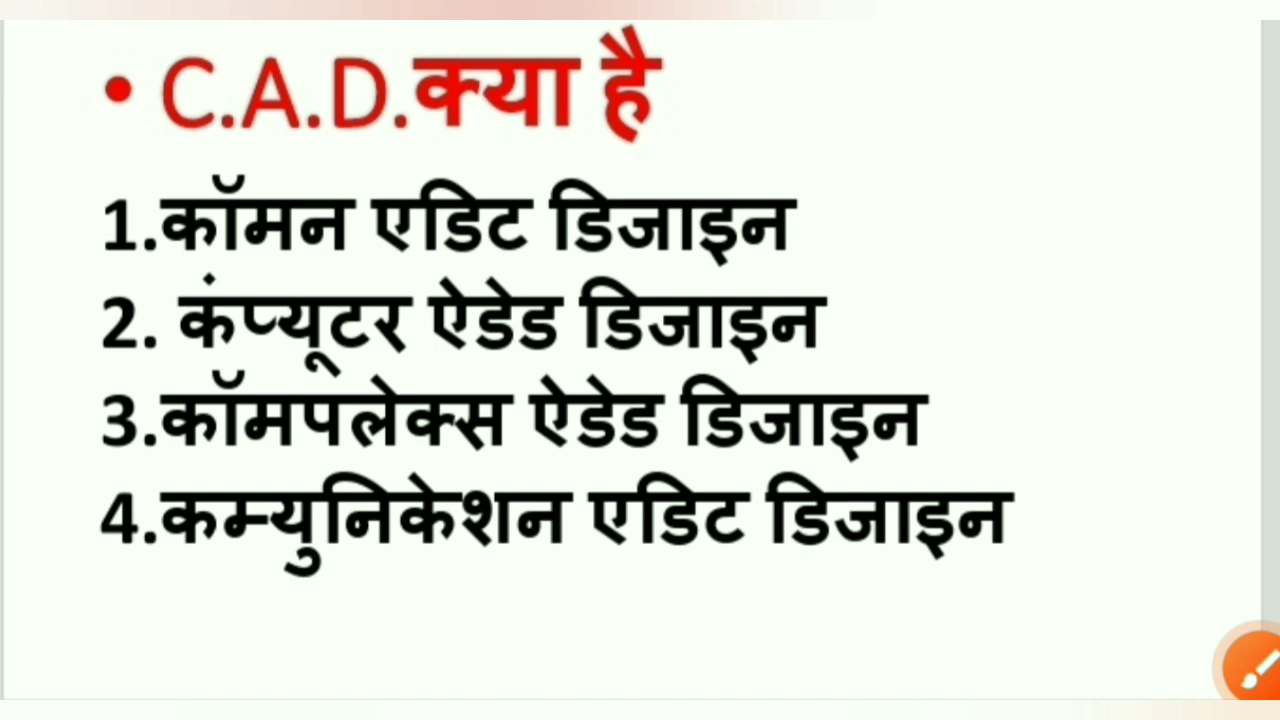 • C.A.D.क्या है
1.कॉमन एडिट डिजाइन
2. कंप्यूटर ऐडेड डिजाइन
3.कॉमपलेक्स ऐडेड डिजाइन
4.कम्युनिकेशन एडिट डिजाइन